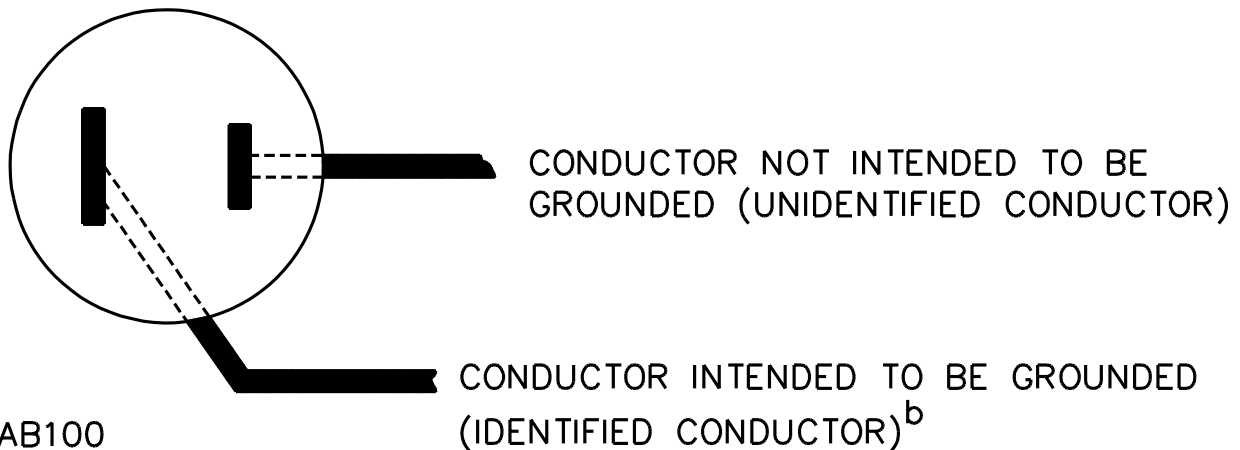 CONDUCTOR NOT INTENDED TO BE
GROUNDED (UNIDENTIFIED CONDUCTOR)
CONDUCTOR INTENDED TO BE GROUNDED
(IDENTIFIED CONDUCTOR)b
AB100